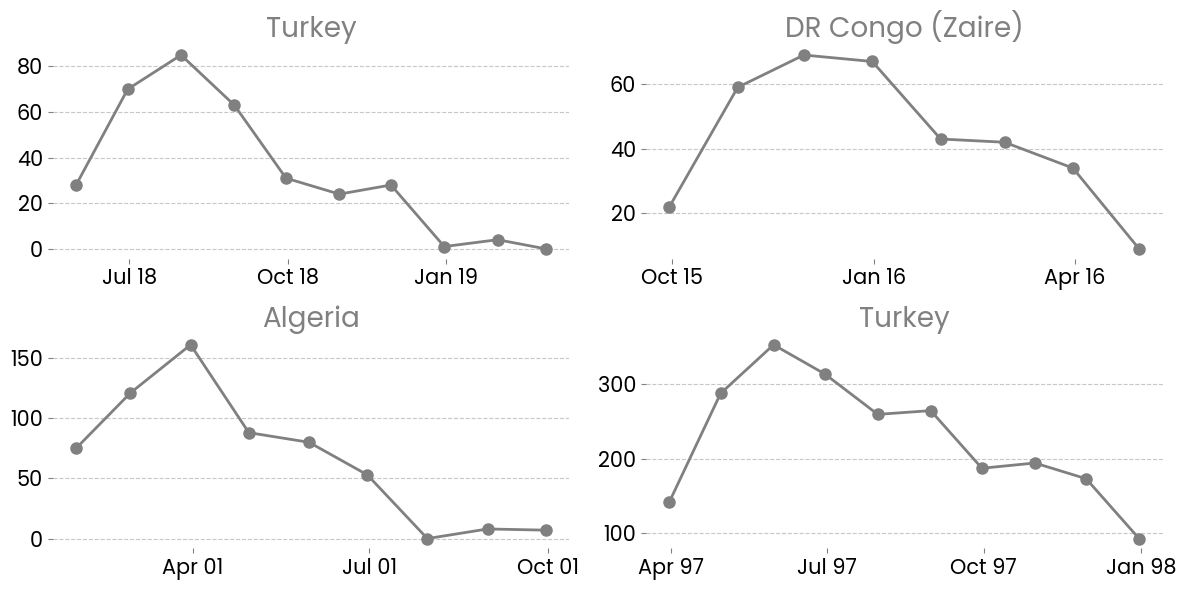 Turkey
80
60
40
20
0
Jul 18 Oct 18 Jan 19
DR Congo (Zaire)
60
40
20
Oct 15 Jan 16 Apr 16
Algeria
150
100
50
0
Apr 01 Jul 01 Oct 01
Turkey
300
200
100
Apr 97 Jul 97 Oct 97 Jan 98